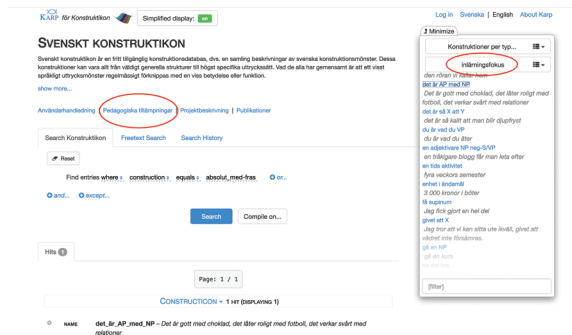 KARP för Konstruktikon
Simplified display: on
Log in Svenska | English About Karp
SVENSKT KONSTRUKTIKON
Svenskt konstruktikon är en fritt tillgänglig konstruktionsdatabas, dvs. en samling beskrivningar av svenska konstruktionsmönster. Dessa
konstruktioner kan vara allt från väldigt generella strukturer till högst specifika uttryckssätt. Vad de alla har gemensamt är att ett visst
språkligt uttrycksmönster regelmässigt förknippas med en viss betydelse eller funktion.
show more...
Användarhandledning | Pedagogiska tillämpningar | Projektbeskrivning | Publikationer
Search Konstruktikon Freetext Search Search History
Reset
Find entries where construction equals absolut_med-fras or...
and... except...
Search Compile on...
Hits 1
Page: 1 / 1
CONSTRUCTICON - 1 HIT (DISPLAYING 1)
NAME det_är_AP_med_NP – Det är gott med choklad, det låter roligt med fotboll, det verkar svårt med
relationer
Minimize
Konstruktioner per typ...
inlärningsfokus
den rören vi kallar hem
det är AP med NP
Det är gott med choklad, det låter roligt med
fotboll, det verkar svårt med relationer
det är så X att Y
det är så kallt att man blir djupfryst
du är vad du VP
du är vad du äter
en adjektivare NP neg-S/VP
en tråkigare blogg får man leta efter
en tids aktivitet
fyra veckors semester
enhet i ändamål
3 000 kronor i böter
få supinum
Jag fick gjort en hel del
givet att X
Jag tror att vi kan sitta ute ikväll, givet att
vädret inte försämras.
gå en NP
gå en kurs
[filter]